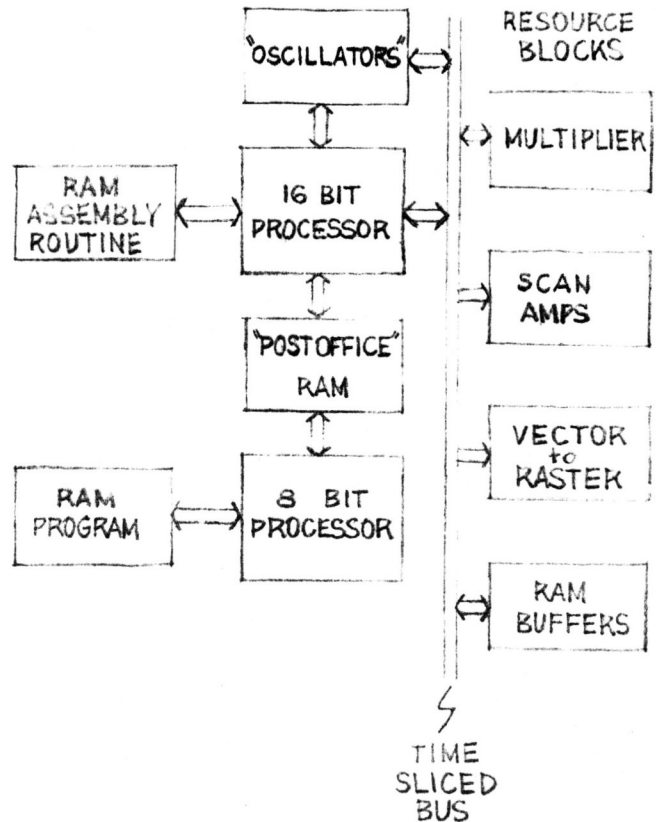 "OSCILLATORS"
RESOURCE
BLOCKS
MULTIPLIER
RAM
ASSEMBLY
ROUTINE
16 BIT
PROCESSOR
SCAN
AMPS
"POSTOFFICE"
RAM
VECTOR
to
RASTER
RAM
PROGRAM
8 BIT
PROCESSOR
RAM
BUFFERS
TIME
SLICED
BUS